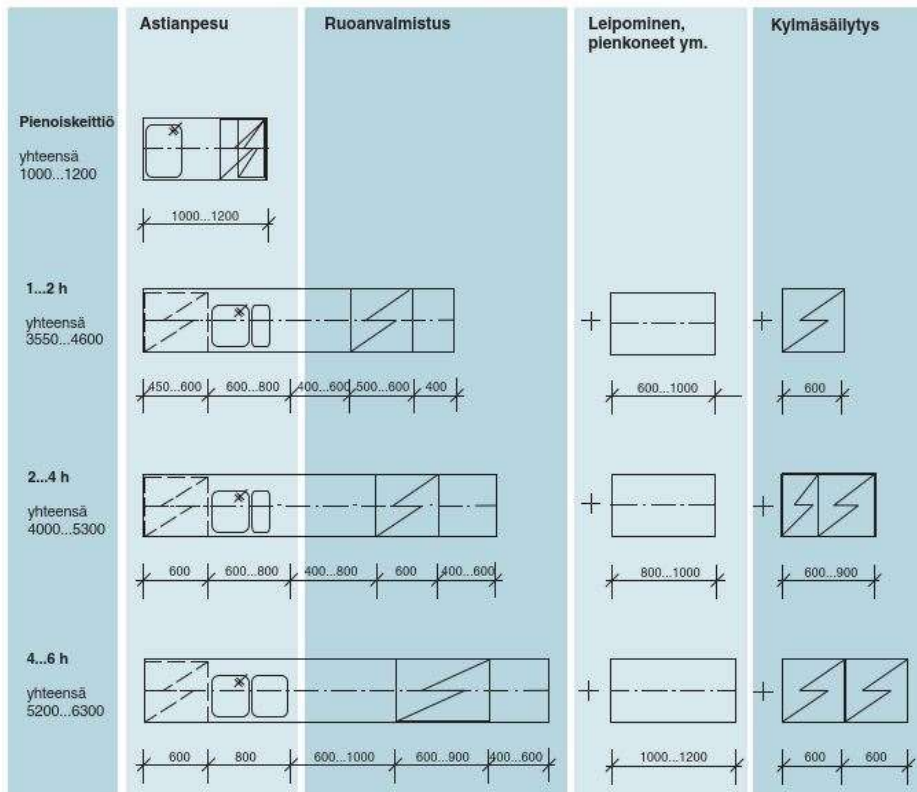 Astianpesu
Ruoanvalmistus
Leipominen,
pienkoneet ym.
Kylmäsäilytys
Pienoiskeittiö
yhteensä
1000...1200
1000...1200
1...2 h
yhteensä
3550...4600
450...600
600...800
400...600
500...600
400
600...1000
600
2...4 h
yhteensä
4000...5300
600
600...800
400...800
600
400...600
800...1000
600...900
4...6 h
yhteensä
5200...6300
600
800
600...1000
600...900
400...600
1000...1200
600
600